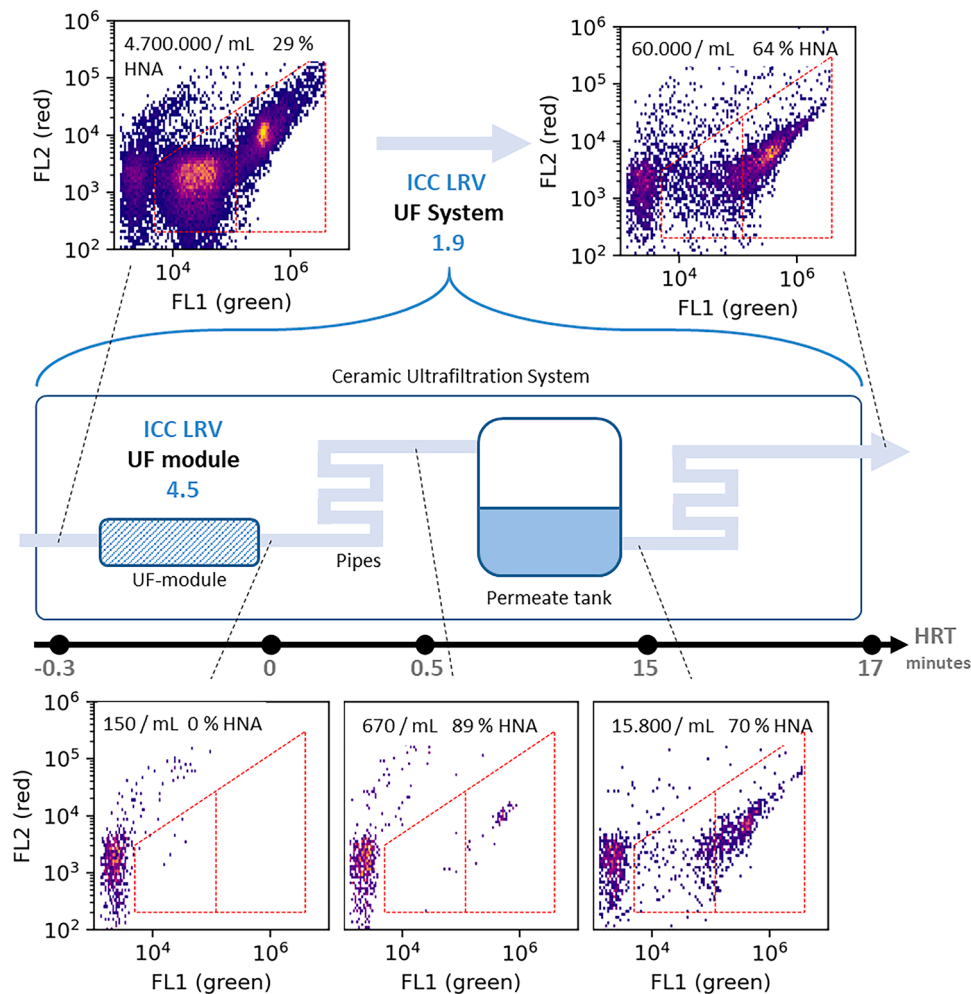 4.700.000 / mL 29 %
HNA
10⁶
10⁵
10⁴
10³
10²
FL2 (red)
10⁴
10⁶
FL1 (green)
ICC LRV
UF System
1.9
60.000 / mL 64 % HNA
10⁶
10⁵
10⁴
10³
10²
FL2 (red)
10⁴
10⁶
FL1 (green)
Ceramic Ultrafiltration System
ICC LRV
UF module
4.5
UF-module
Pipes
Permeate tank
HRT
minutes
-0.3
0
0.5
15
17
150 / mL 0 % HNA
10⁶
10⁵
10⁴
10³
10²
FL2 (red)
10⁴
10⁶
FL1 (green)
670 / mL 89 % HNA
10⁴
10⁶
FL1 (green)
15.800 / mL 70 % HNA
10⁴
10⁶
FL1 (green)